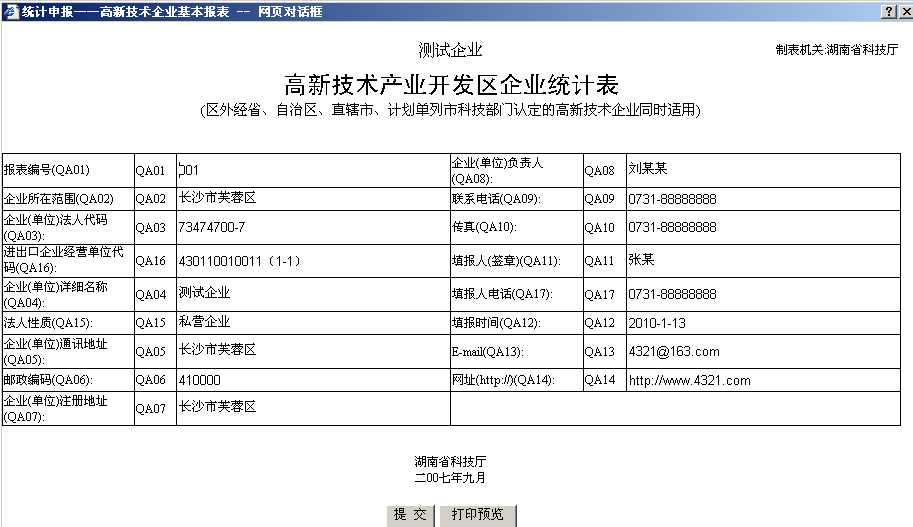 统计申报——高新技术企业基本报表 -- 网页对话框
测试企业
制表机关:湖南省科技厅
高新技术产业开发区企业统计表
(区外经省、自治区、直辖市、计划单列市科技部门认定的高新技术企业同时适用)
报表编号(QA01) QA01 001 企业(单位)负责人(QA08): QA08 刘某某
企业所在范围(QA02) QA02 长沙市芙蓉区 联系电话(QA09): QA09 0731-88888888
企业(单位)法人代码(QA03): QA03 73474700-7 传真(QA10): QA10 0731-88888888
进出口企业经营单位代码(QA16): QA16 430110010011（1-1） 填报人(签章)(QA11): QA11 张某
企业(单位)详细名称(QA04): QA04 测试企业 填报人电话(QA17): QA17 0731-88888888
法人性质(QA15): QA15 私营企业 填报时间(QA12): QA12 2010-1-13
企业(单位)通讯地址(QA05): QA05 长沙市芙蓉区 E-mail(QA13): QA13 4321@163.com
邮政编码(QA06): QA06 410000 网址(http://)(QA14): QA14 http://www.4321.com
企业(单位)注册地址(QA07): QA07 长沙市芙蓉区
湖南省科技厅
二00七年九月
提 交 打印预览